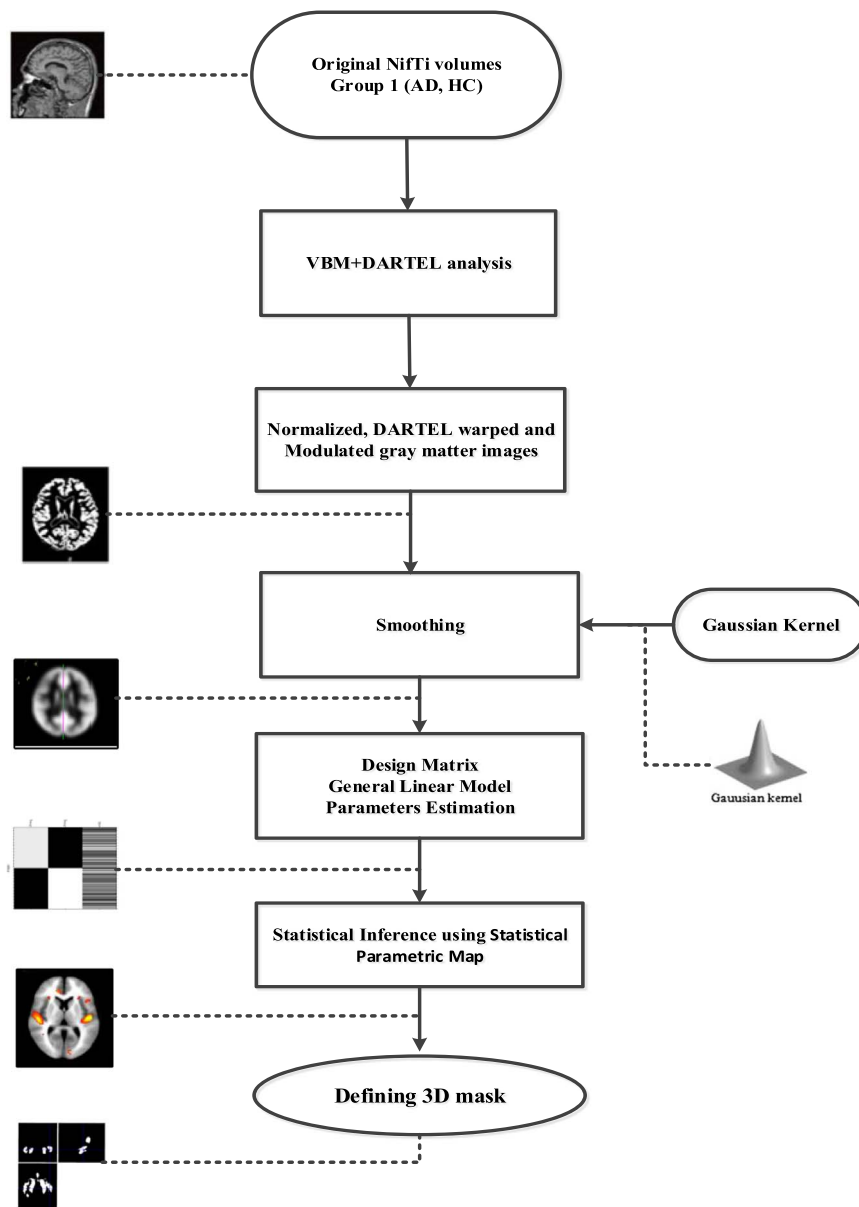 Original NifTi volumes
Group 1 (AD, HC)
VBM+DARTEL analysis
Normalized, DARTEL warped and
Modulated gray matter images
Smoothing
Gaussian Kernel
Design Matrix
General Linear Model
Parameters Estimation
Gauusian kernel
Statistical Inference using Statistical
Parametric Map
Defining 3D mask